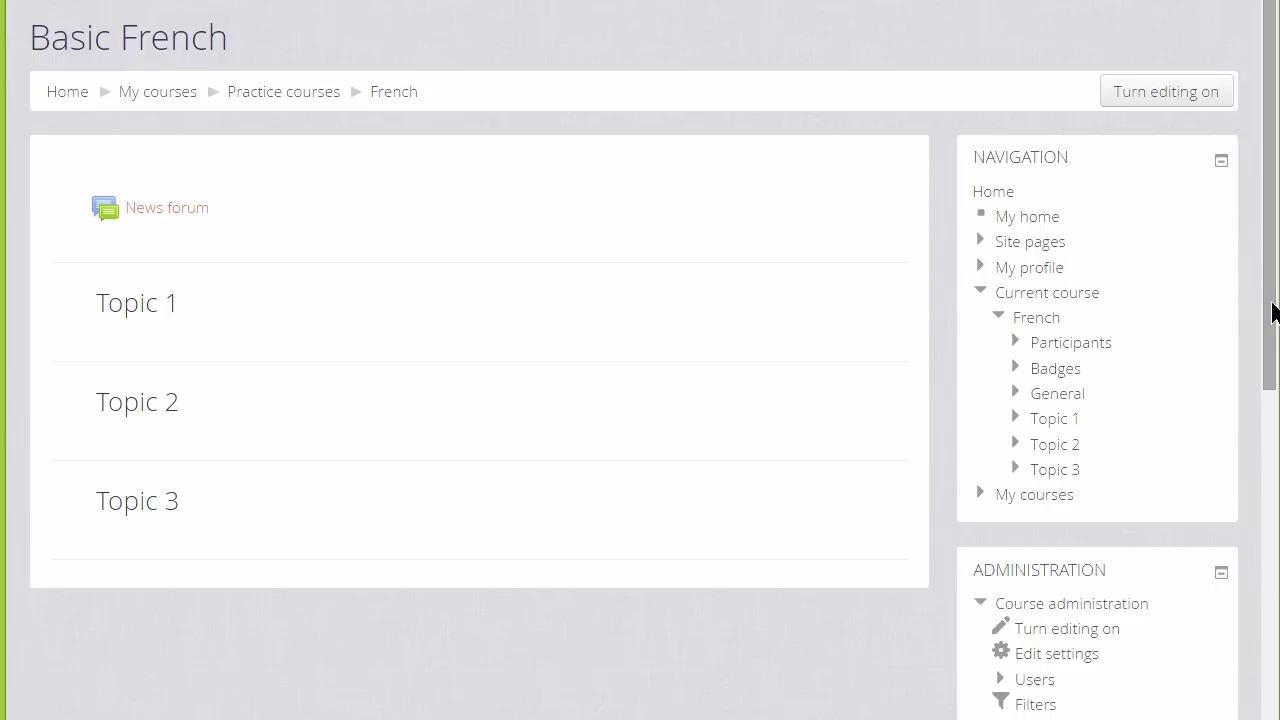 Basic French
Home My courses Practice courses French
Turn editing on
News forum
Topic 1
Topic 2
Topic 3
NAVIGATION
Home
My home
Site pages
My profile
Current course
French
Participants
Badges
General
Topic 1
Topic 2
Topic 3
My courses
ADMINISTRATION
Course administration
Turn editing on
Edit settings
Users
Filters